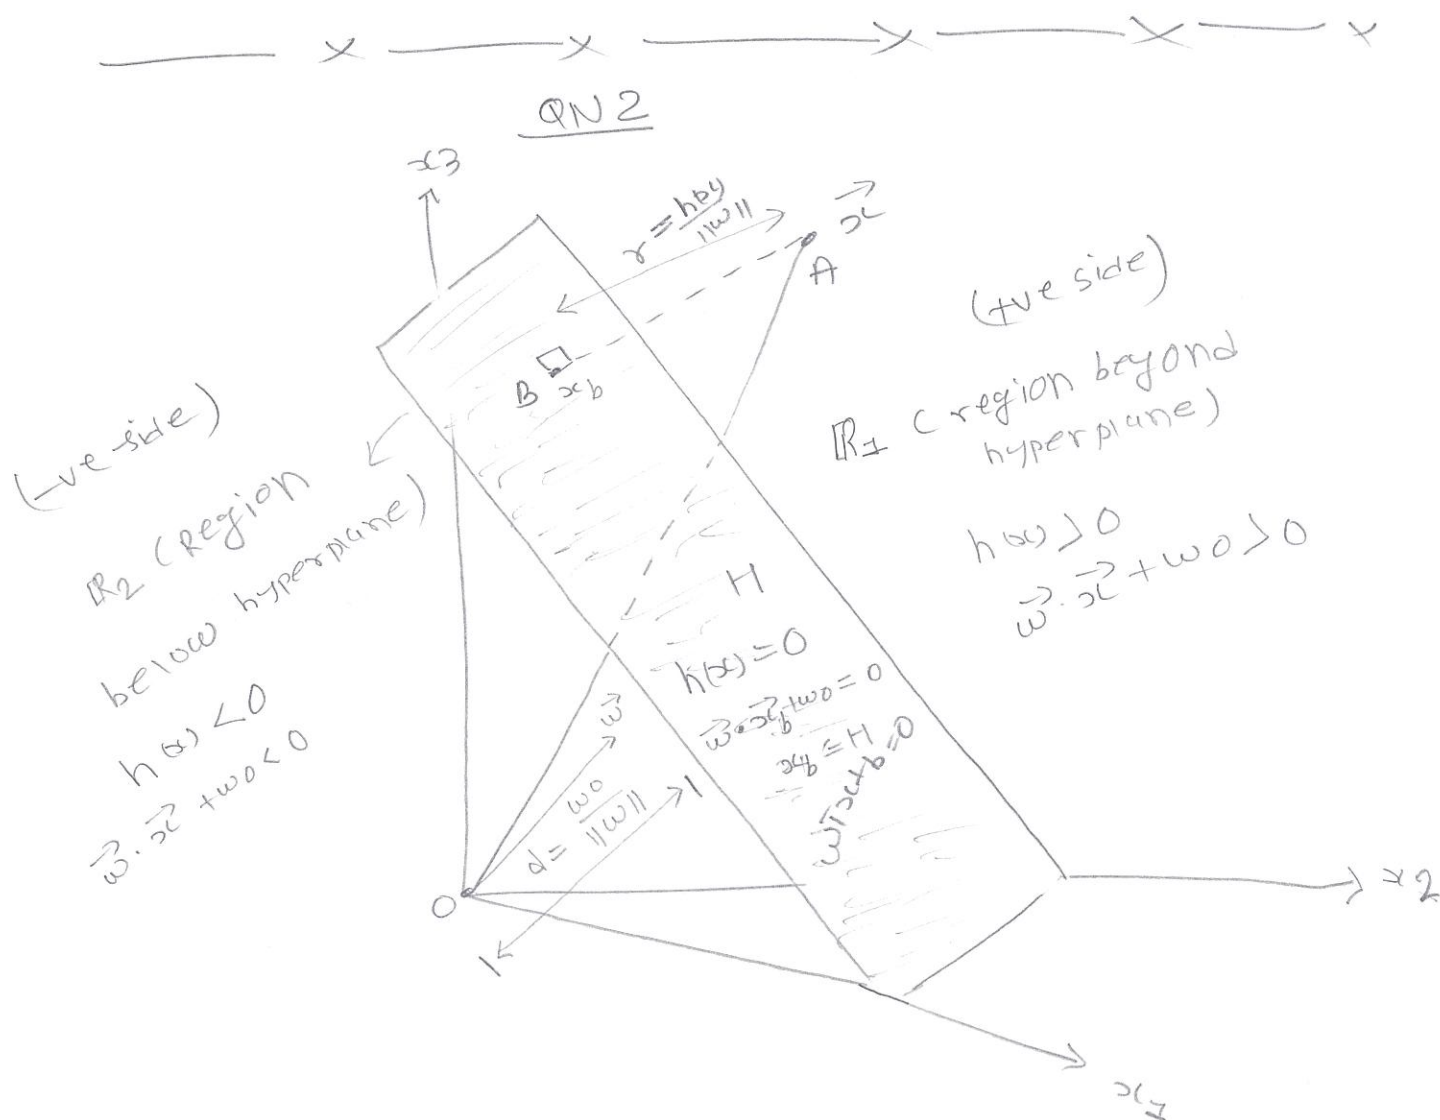 QN 2
x3
r = h(x) / ||w||
x⃗
A
B xb
(+ve side)
R1 (region beyond
hyperplane)
h(x) > 0
w⃗ . x⃗ + w0 > 0
(-ve side)
R2 (Region
below hyperplane)
h(x) < 0
w⃗ . x⃗ + w0 < 0
H
h(x) = 0
w⃗ . x⃗b + w0 = 0
xb = H
wTx + b = 0
w⃗
d = w0 / ||w||
O
x2
x1